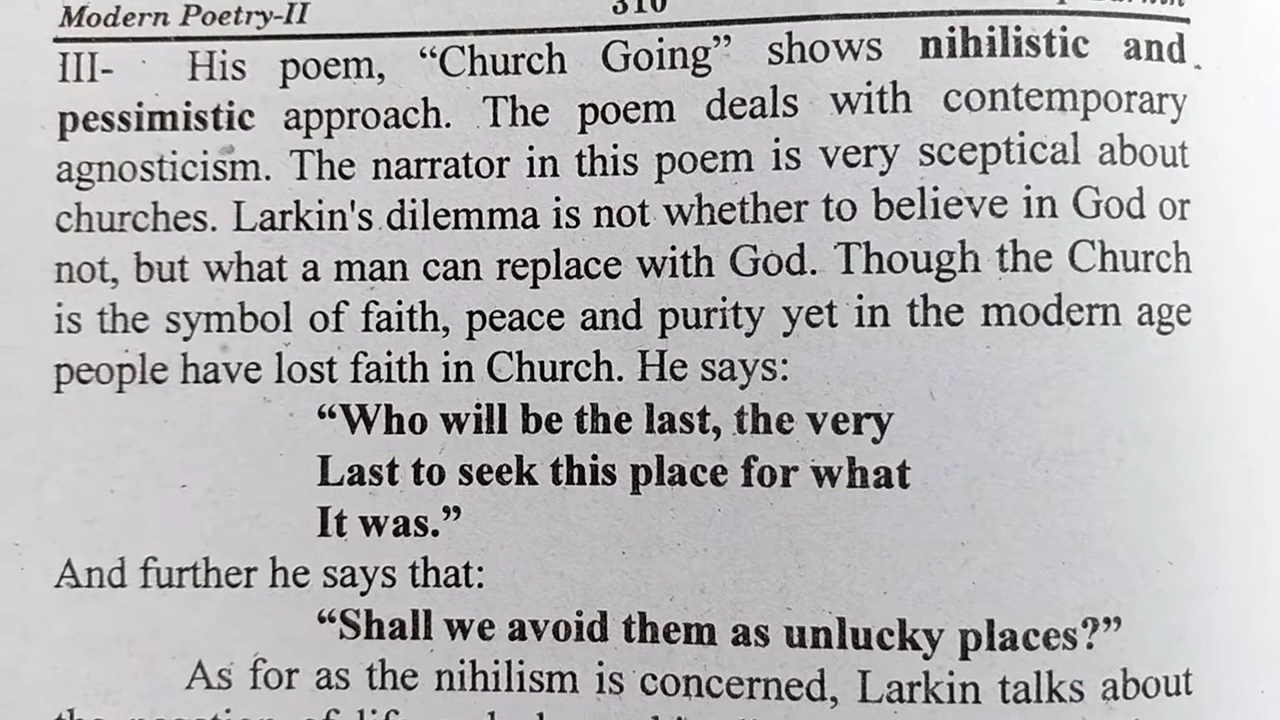 Modern Poetry-II 310
III- His poem, “Church Going” shows nihilistic and
pessimistic approach. The poem deals with contemporary
agnosticism. The narrator in this poem is very sceptical about
churches. Larkin's dilemma is not whether to believe in God or
not, but what a man can replace with God. Though the Church
is the symbol of faith, peace and purity yet in the modern age
people have lost faith in Church. He says:
“Who will be the last, the very
Last to seek this place for what
It was.”
And further he says that:
“Shall we avoid them as unlucky places?”
As for as the nihilism is concerned, Larkin talks about